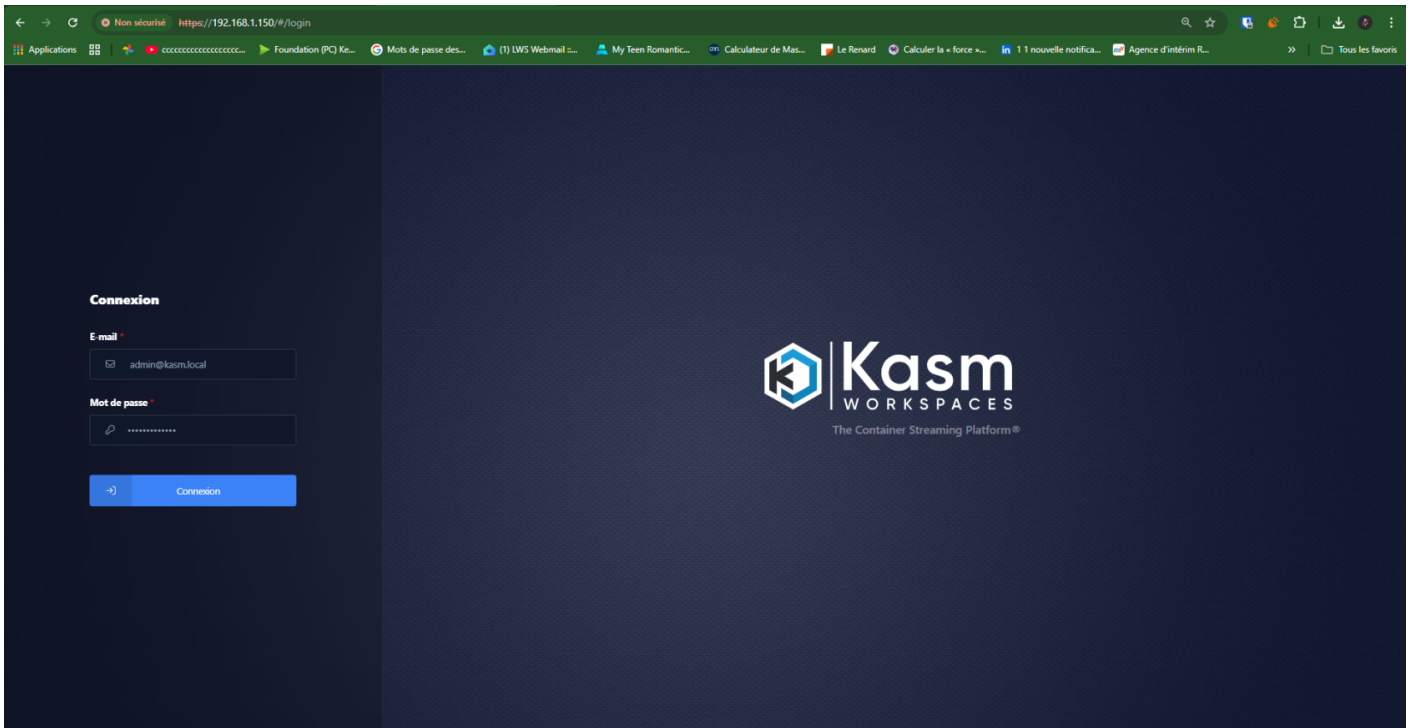 Non sécurisé https://192.168.1.150/#/login
Applications ccccccccccccccccccc... Foundation (PC) Ke... Mots de passe des... (1) LWS Webmail ::... My Teen Romantic... Calculateur de Mas... Le Renard Calculer la « force »... 1 1 nouvelle notifica... Agence d'intérim R... » Tous les favoris
Connexion
E-mail *
admin@kasm.local
Mot de passe *
•••••••••••••
Connexion
Kasm
WORKSPACES
The Container Streaming Platform®